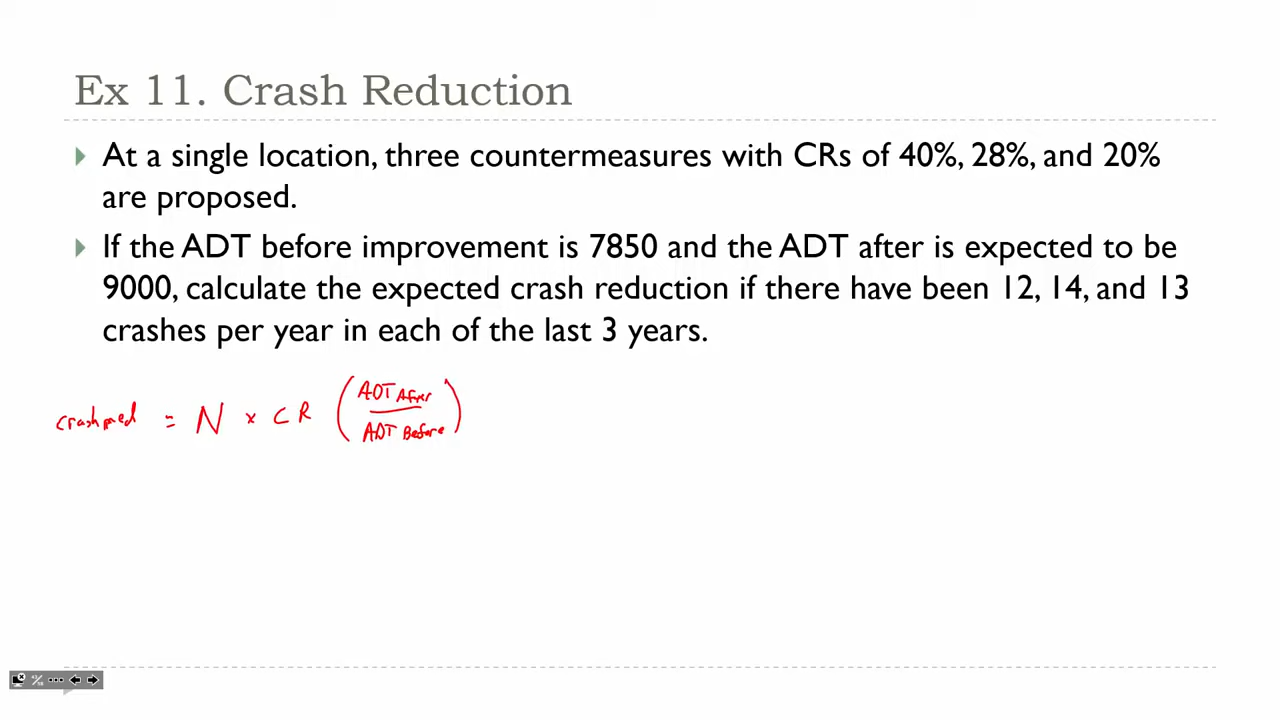 Ex 11. Crash Reduction
At a single location, three countermeasures with CRs of 40%, 28%, and 20%
are proposed.
If the ADT before improvement is 7850 and the ADT after is expected to be
9000, calculate the expected crash reduction if there have been 12, 14, and 13
crashes per year in each of the last 3 years.
= N × CR (ADT After
ADT Before)